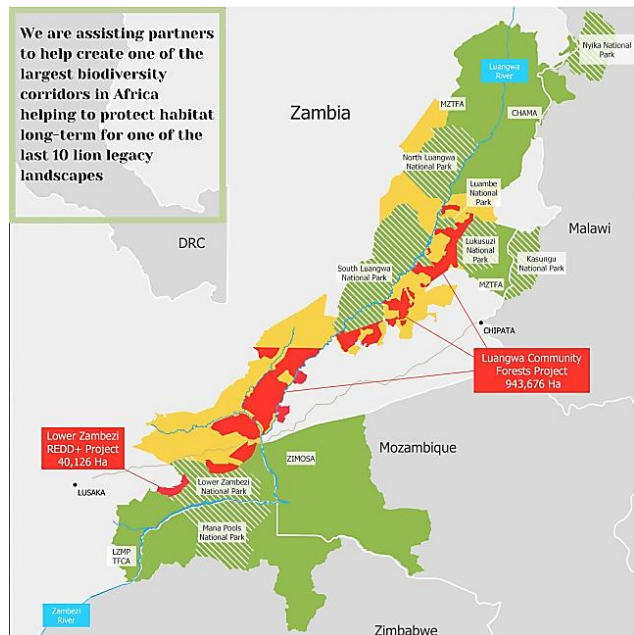 We are assisting partners
to help create one of the
largest biodiversity
corridors in Africa
helping to protect habitat
long-term for one of the
last 10 lion legacy
landscapes
Nyika National
Park
Luangwa
River
MZTFA
CHAMA
Zambia
North Luangwa
National Park
Luambe
National
Park
Malawi
DRC
Lukusuzi
National
Park
Kasungu
National Park
South Luangwa
National Park
MZTFA
CHIPATA
Luangwa Community
Forests Project
943,676 Ha
Lower Zambezi
REDD+ Project
40,126 Ha
Mozambique
ZIMOSA
LUSAKA
Lower Zambezi
National Park
Mana Pools
National Park
LZMP
TFCA
Zambezi
River
Zimbabwe